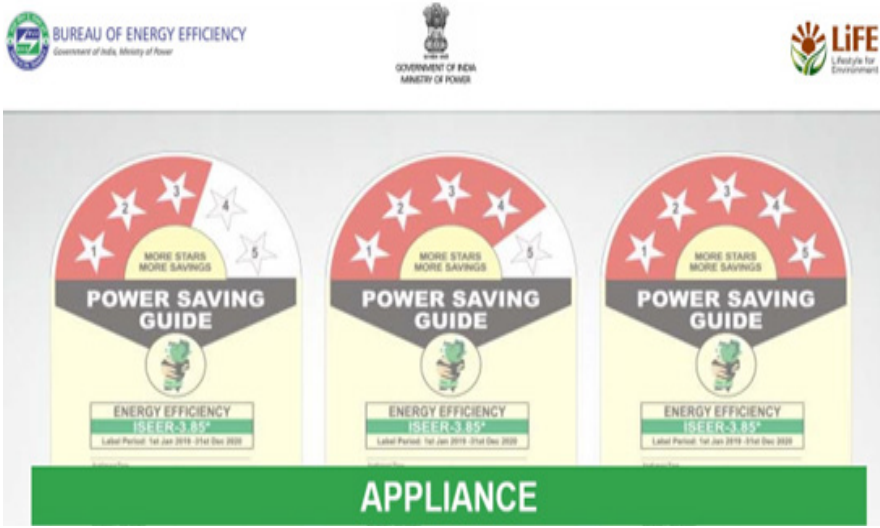 BUREAU OF ENERGY EFFICIENCY
Government of India, Ministry of Power
GOVERNMENT OF INDIA
MINISTRY OF POWER
LiFE
Lifestyle for
Environment
1 2 3 4 5
MORE STARS
MORE SAVINGS
POWER SAVING
GUIDE
ENERGY EFFICIENCY
ISEER-3.85*
Label Period: 1st Jan 2019 -31st Dec 2020
1 2 3 4 5
MORE STARS
MORE SAVINGS
POWER SAVING
GUIDE
ENERGY EFFICIENCY
ISEER-3.85*
Label Period: 1st Jan 2019 -31st Dec 2020
1 2 3 4 5
MORE STARS
MORE SAVINGS
POWER SAVING
GUIDE
ENERGY EFFICIENCY
ISEER-3.85*
Label Period: 1st Jan 2019 -31st Dec 2020
APPLIANCE